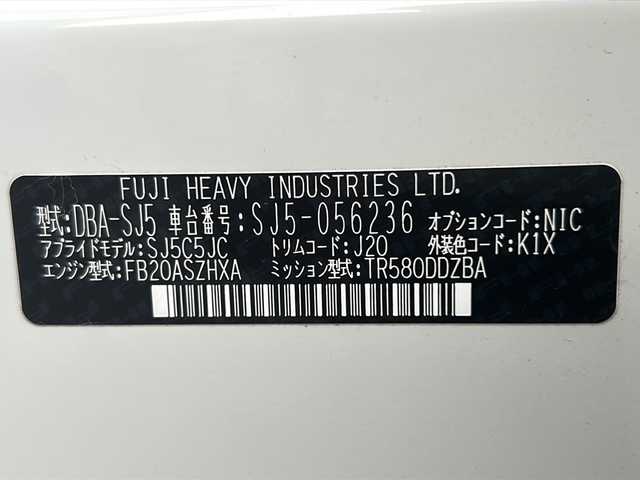 FUJI HEAVY INDUSTRIES LTD.
型式:DBA-SJ5 車台番号:SJ5-056236 オプションコード:NIC
アプライドモデル:SJ5C5JC トリムコード:J20 外装色コード:K1X
エンジン型式:FB20ASZHXA ミッション型式:TR580DDZBA